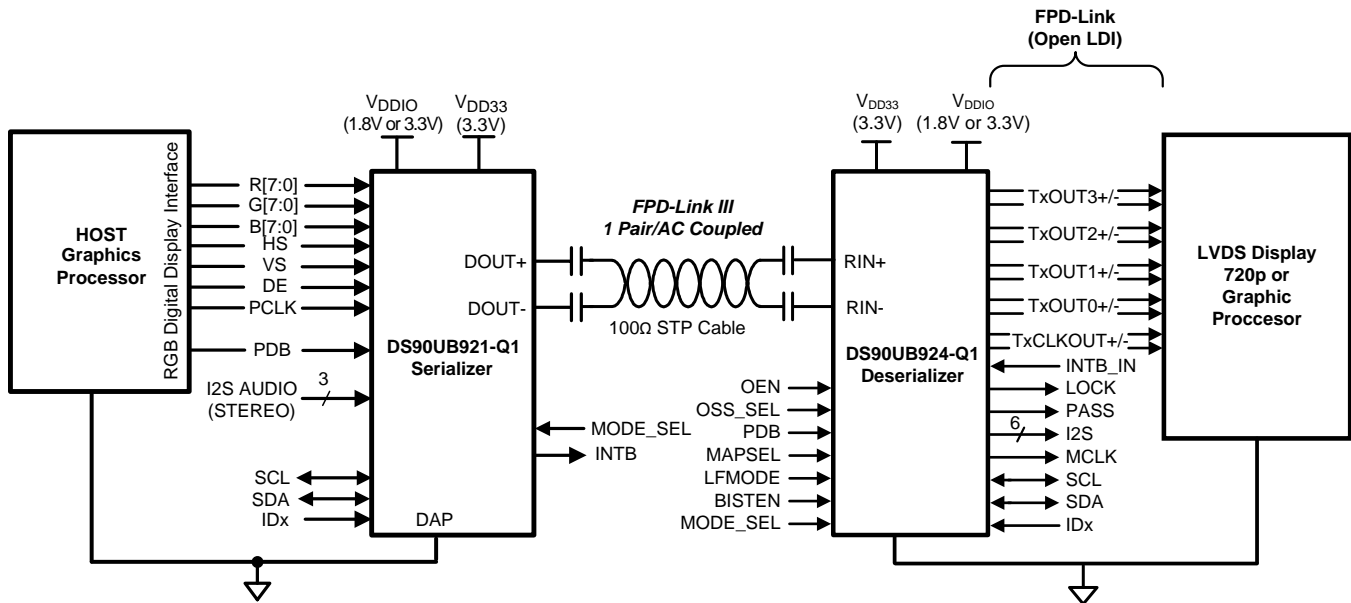 FPD-Link
(Open LDI)
VDDIO
(1.8V or 3.3V)
VDD33
(3.3V)
VDD33
(3.3V)
VDDIO
(1.8V or 3.3V)
HOST
Graphics
Processor
RGB Digital Display Interface
R[7:0]
G[7:0]
B[7:0]
HS
VS
DE
PCLK
PDB
I2S AUDIO
(STEREO)
3
SCL
SDA
IDx
DOUT+
DOUT-
DS90UB921-Q1
Serializer
DAP
MODE_SEL
INTB
FPD-Link III
1 Pair/AC Coupled
100Ω STP Cable
RIN+
RIN-
DS90UB924-Q1
Deserializer
OEN
OSS_SEL
PDB
MAPSEL
LFMODE
BISTEN
MODE_SEL
TxOUT3+/-
TxOUT2+/-
TxOUT1+/-
TxOUT0+/-
TxCLKOUT+/-
INTB_IN
LOCK
PASS
6
I2S
MCLK
SCL
SDA
IDx
LVDS Display
720p or
Graphic
Proccesor